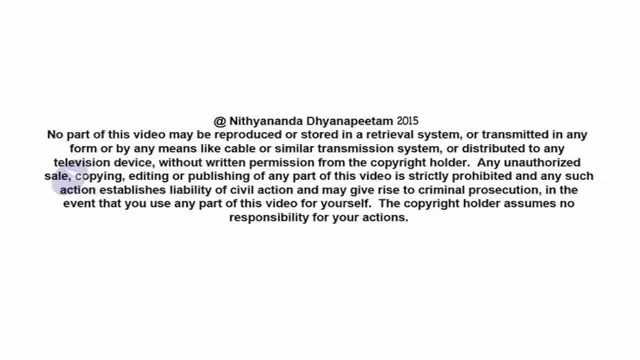 @ Nithyananda Dhyanapeetam 2015
No part of this video may be reproduced or stored in a retrieval system, or transmitted in any
form or by any means like cable or similar transmission system, or distributed to any
television device, without written permission from the copyright holder.  Any unauthorized
sale, copying, editing or publishing of any part of this video is strictly prohibited and any such
action establishes liability of civil action and may give rise to criminal prosecution, in the
event that you use any part of this video for yourself.  The copyright holder assumes no
responsibility for your actions.